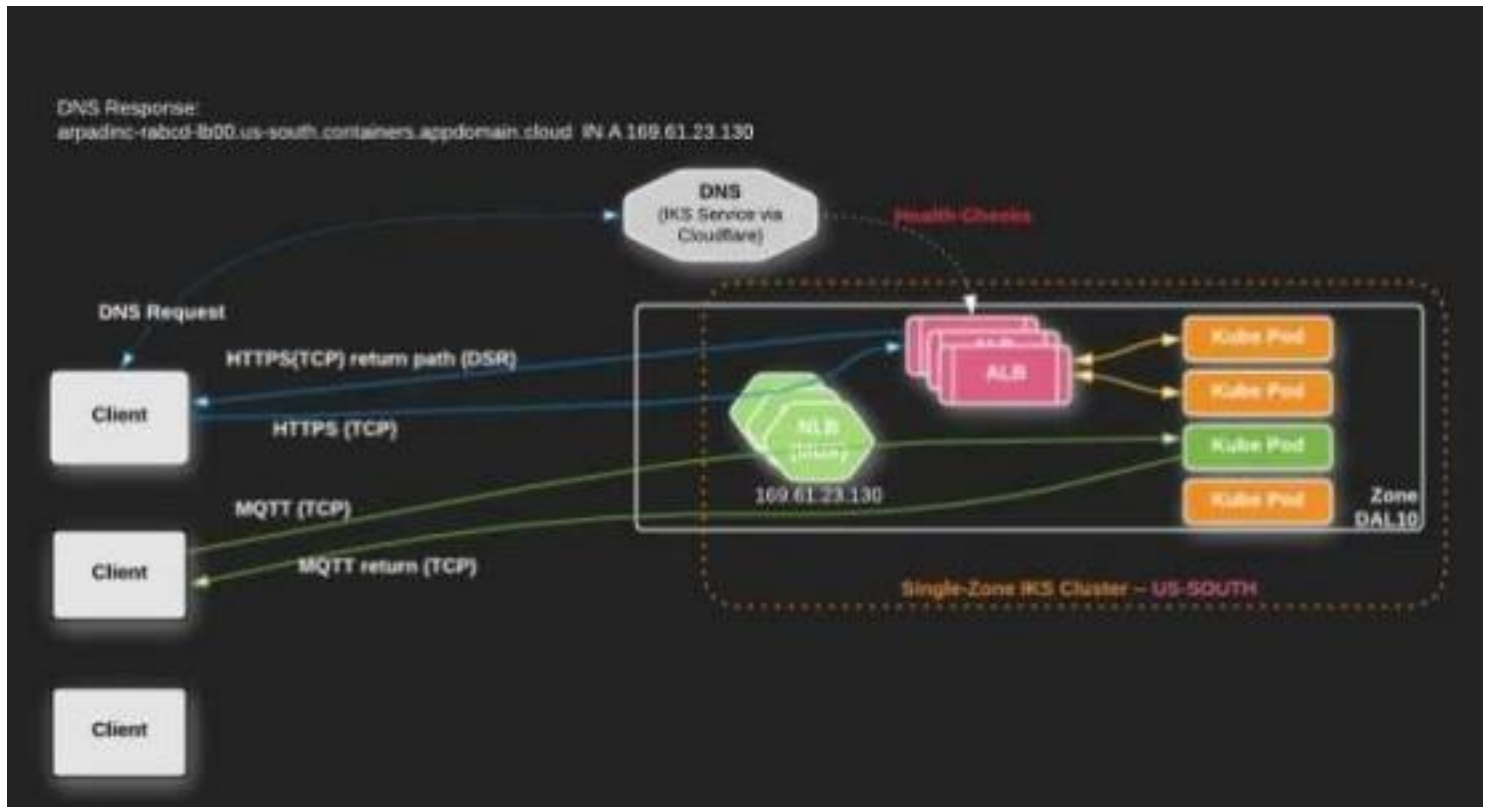 DNS Response:
arpadinc-rabcd-lb00.us-south.containers.appdomain.cloud IN A 169.61.23.130
DNS
(IKS Service via
Cloudflare)
Health Checks
DNS Request
HTTPS(TCP) return path (DSR)
Client
HTTPS (TCP)
NLB
169.61.23.130
ALB
ALB
Kube Pod
Kube Pod
Kube Pod
Kube Pod
Zone
DAL10
MQTT (TCP)
Client
MQTT return (TCP)
Single-Zone IKS Cluster – US-SOUTH
Client